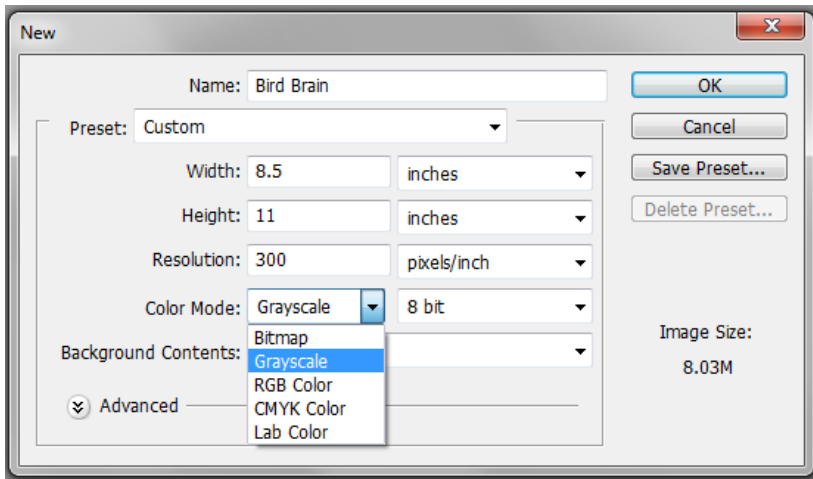 New
Name: Bird Brain
OK
Preset: Custom
Cancel
Width: 8.5 inches
Save Preset...
Height: 11 inches
Delete Preset...
Resolution: 300 pixels/inch
Color Mode: Grayscale 8 bit
Bitmap
Background Contents:
Grayscale
RGB Color
CMYK Color
Lab Color
Advanced
Image Size:
8.03M